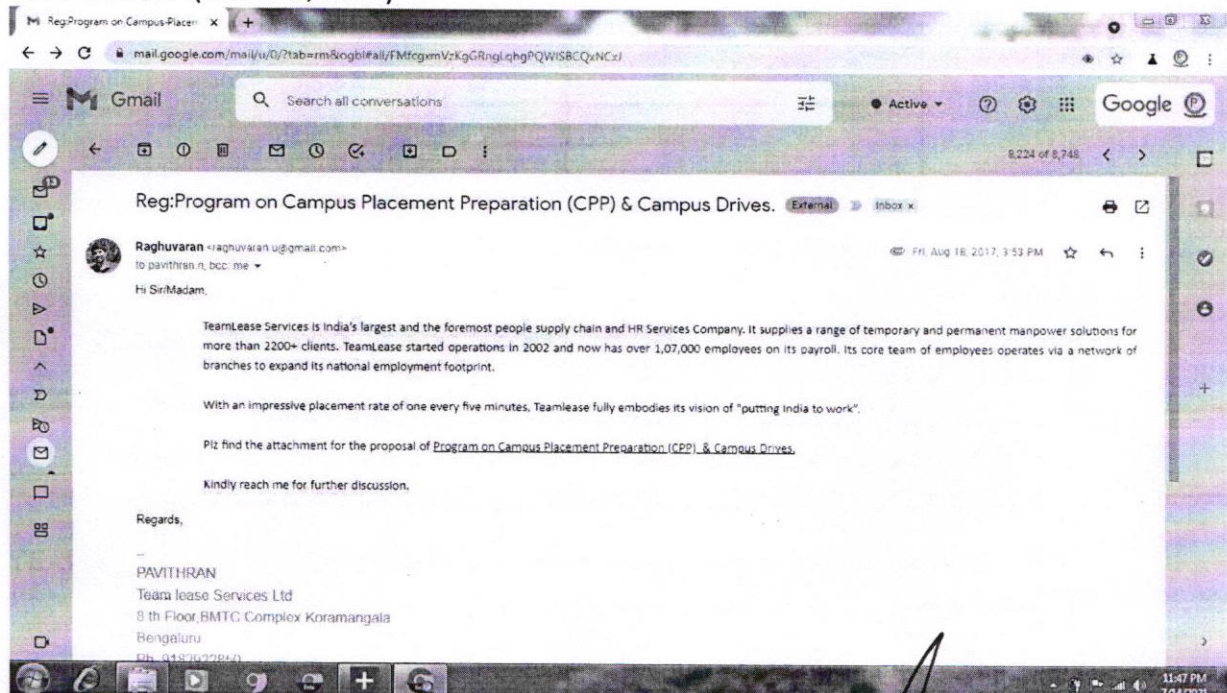 Reg:Program on Campus-Placen
mail.google.com/mail/u/0/?tab=rm&ogbl#all/FMfcgxmVzKgGRngLqhgPQWISBCQxNCxJ
Gmail
Search all conversations
Active
Google
8,224 of 8,748
Reg:Program on Campus Placement Preparation (CPP) & Campus Drives. External Inbox x
Raghuvaran <raghuvaran.u@gmail.com>
Fri, Aug 18, 2017, 3:53 PM
to pavithran.n, bcc: me
Hi Sir/Madam,
TeamLease Services is India's largest and the foremost people supply chain and HR Services Company. It supplies a range of temporary and permanent manpower solutions for
more than 2200+ clients. TeamLease started operations in 2002 and now has over 1,07,000 employees on its payroll. Its core team of employees operates via a network of
branches to expand its national employment footprint.
With an impressive placement rate of one every five minutes, Teamlease fully embodies its vision of "putting India to work".
Plz find the attachment for the proposal of Program on Campus Placement Preparation (CPP) & Campus Drives.
Kindly reach me for further discussion.
Regards,
--
PAVITHRAN
Team lease Services Ltd
8 th Floor,BMTC Complex Koramangala
Bengaluru
11:47 PM